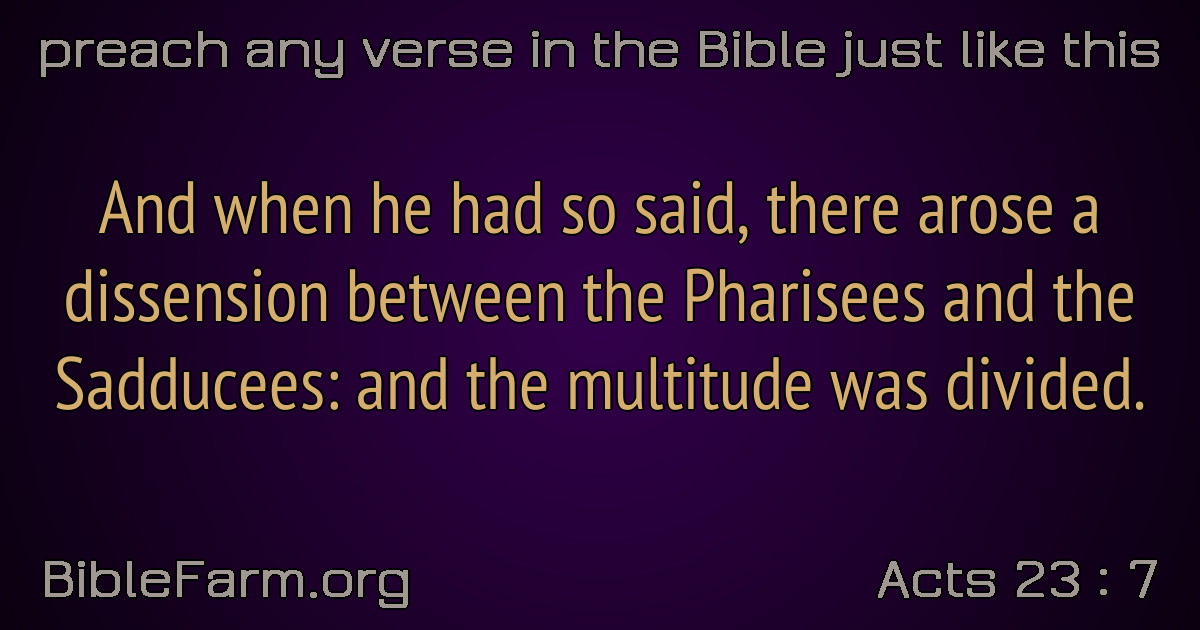 preach any verse in the Bible just like this
And when he had so said, there arose a
dissension between the Pharisees and the
Sadducees: and the multitude was divided.
BibleFarm.org
Acts 23 : 7